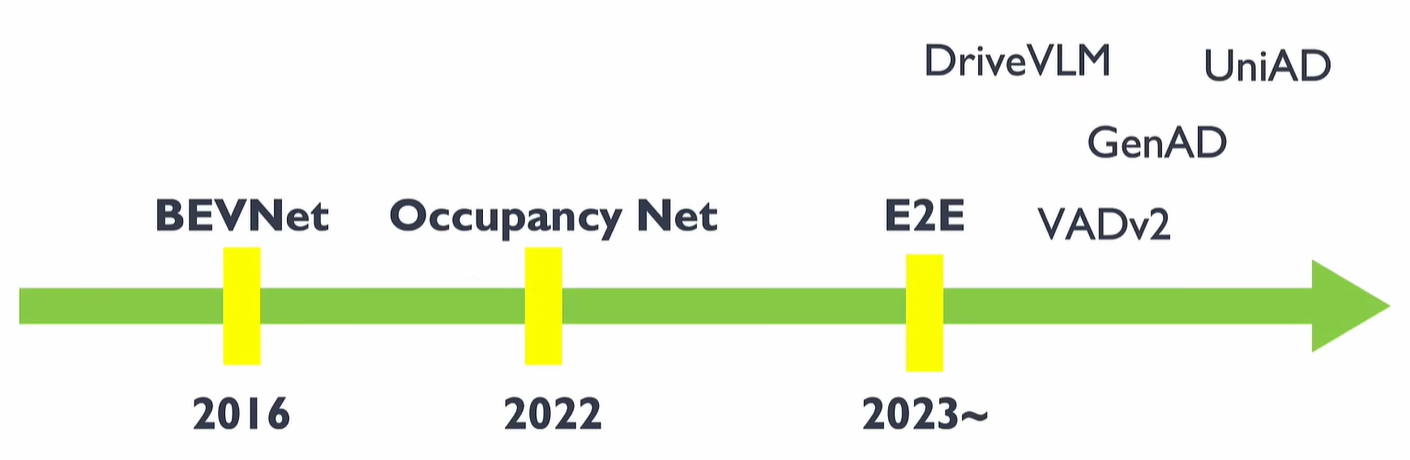 DriveVLM
UniAD
GenAD
BEVNet
Occupancy Net
E2E
VADv2
2016
2022
2023~